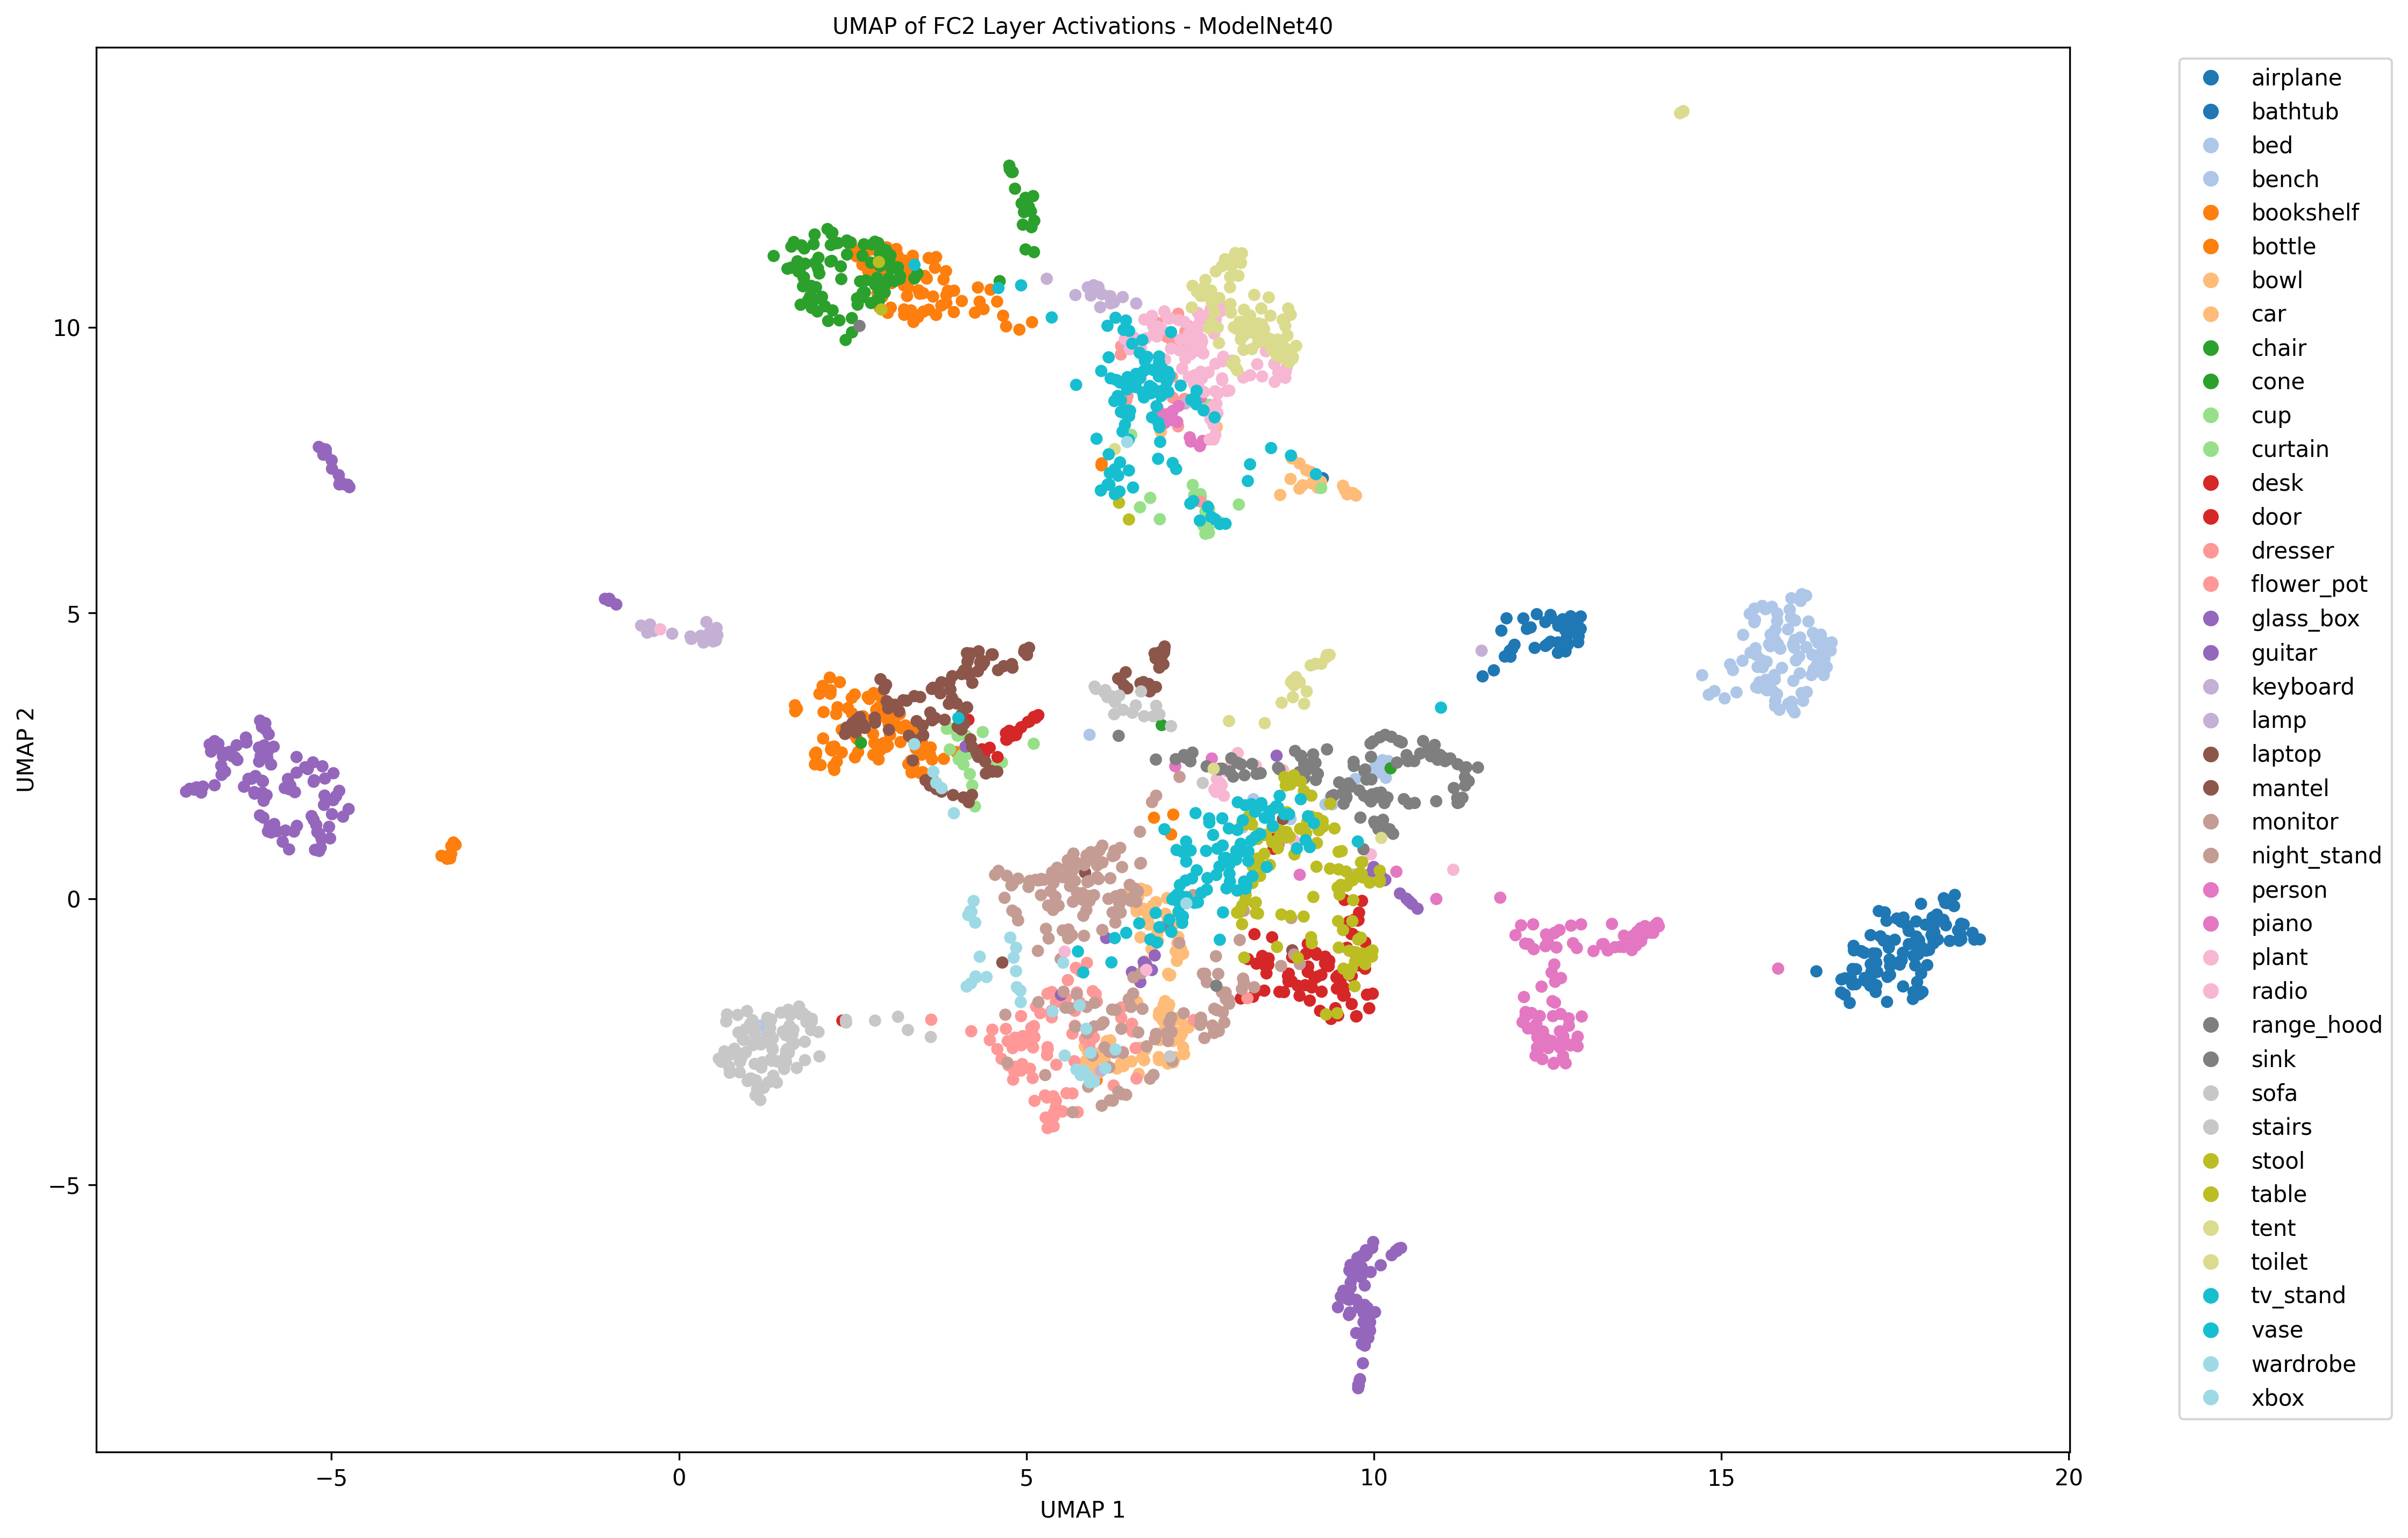 UMAP of FC2 Layer Activations - ModelNet40
10
5
0
−5
UMAP 2
−5
0
5
10
15
20
UMAP 1
airplane
bathtub
bed
bench
bookshelf
bottle
bowl
car
chair
cone
cup
curtain
desk
door
dresser
flower_pot
glass_box
guitar
keyboard
lamp
laptop
mantel
monitor
night_stand
person
piano
plant
radio
range_hood
sink
sofa
stairs
stool
table
tent
toilet
tv_stand
vase
wardrobe
xbox